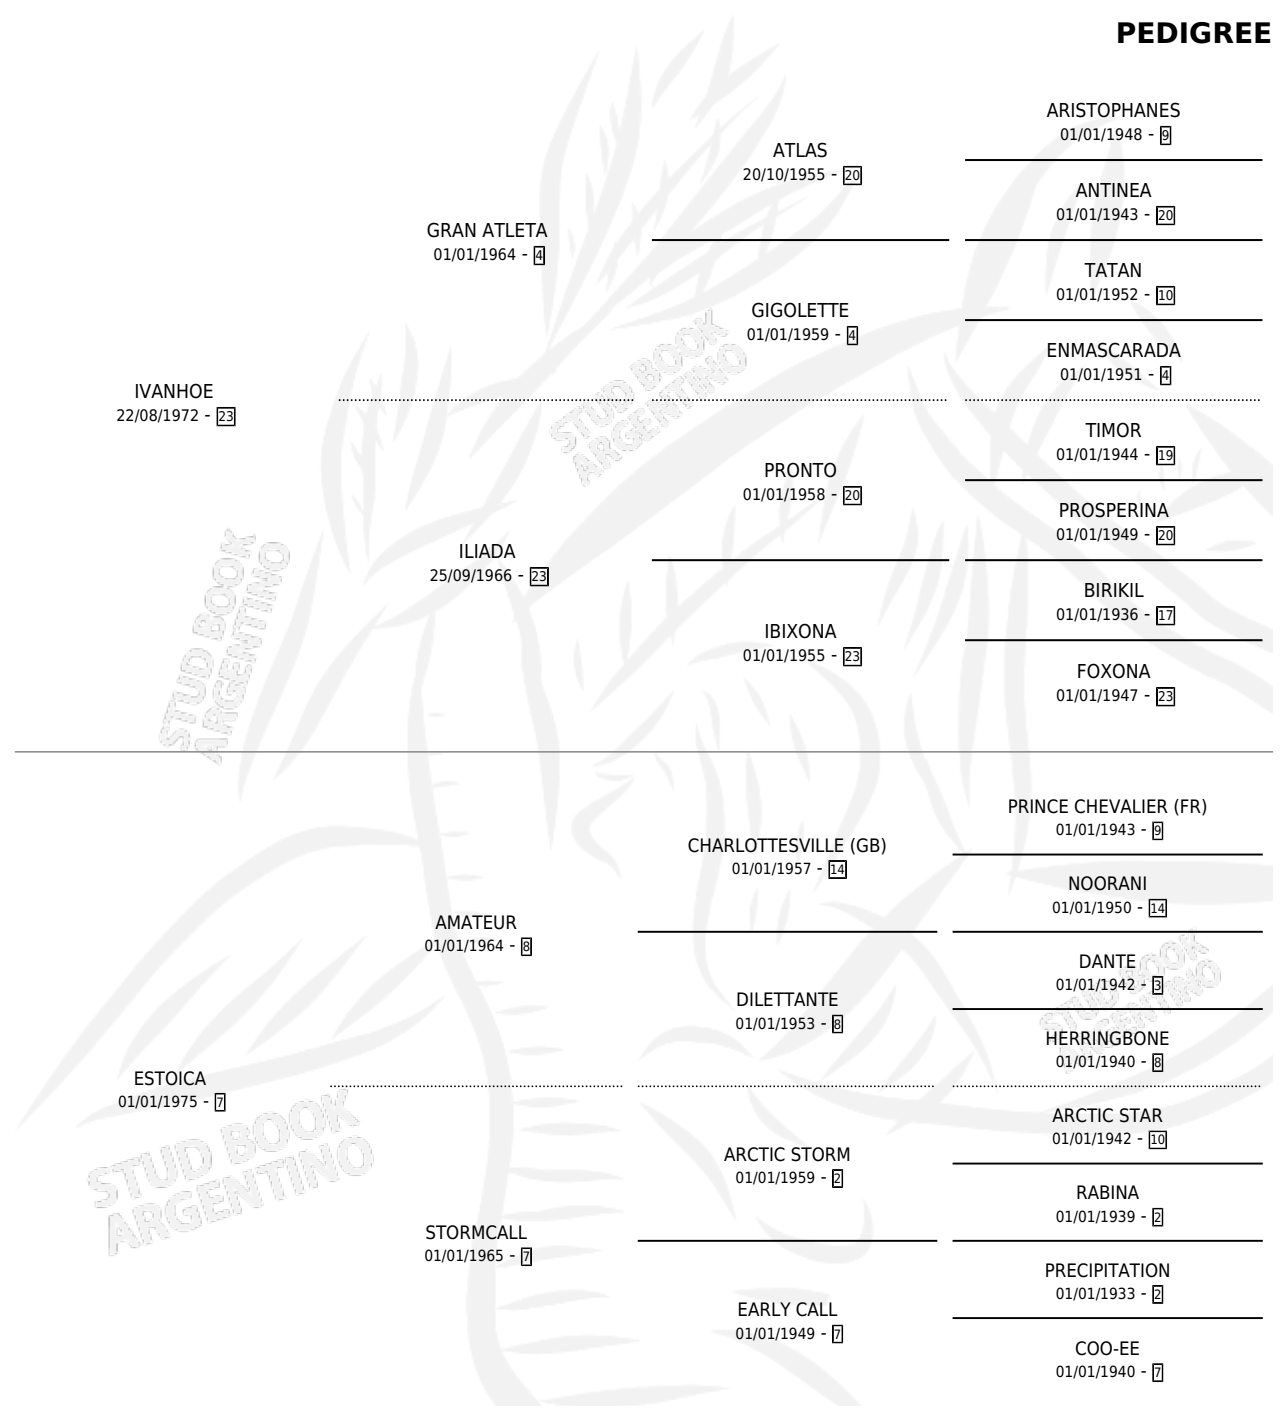 PEDIGREE
ARISTOPHANES
01/01/1948 - 9
ATLAS
20/10/1955 - 20
ANTINEA
01/01/1943 - 20
GRAN ATLETA
01/01/1964 - 4
TATAN
01/01/1952 - 10
GIGOLETTE
01/01/1959 - 4
ENMASCARADA
01/01/1951 - 4
IVANHOE
22/08/1972 - 23
STUD BOOK
ARGENTINO
TIMOR
01/01/1944 - 19
PRONTO
01/01/1958 - 20
PROSPERINA
01/01/1949 - 20
ILIADA
25/09/1966 - 23
BIRIKIL
01/01/1936 - 17
IBIXONA
01/01/1955 - 23
FOXONA
01/01/1947 - 23
STUD BOOK
ARGENTINO
PRINCE CHEVALIER (FR)
01/01/1943 - 9
CHARLOTTESVILLE (GB)
01/01/1957 - 14
NOORANI
01/01/1950 - 14
AMATEUR
01/01/1964 - 8
DANTE
01/01/1942 - 3
DILETTANTE
01/01/1953 - 8
STUD BOOK
ARGENTINO
HERRINGBONE
01/01/1940 - 8
ESTOICA
01/01/1975 - 7
STUD BOOK
ARGENTINO
ARCTIC STAR
01/01/1942 - 10
ARCTIC STORM
01/01/1959 - 2
RABINA
01/01/1939 - 2
STORMCALL
01/01/1965 - 7
PRECIPITATION
01/01/1933 - 2
EARLY CALL
01/01/1949 - 7
COO-EE
01/01/1940 - 7